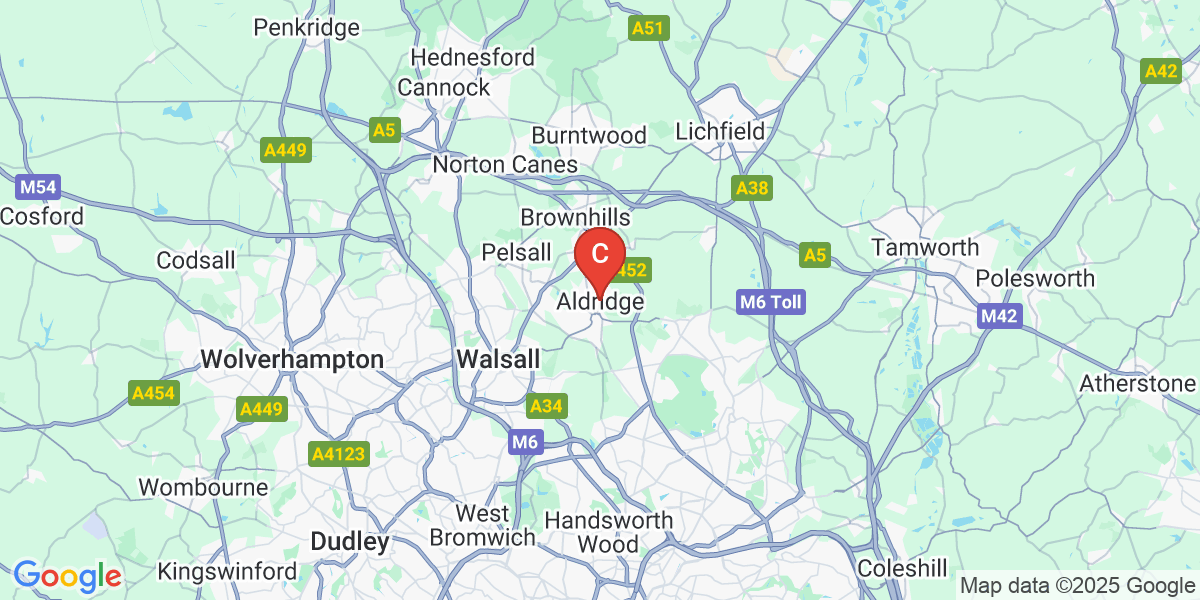 Penkridge
A51
Hednesford
A42
Cannock
A5
Burntwood
Lichfield
A449
Norton Canes
M54
A38
Cosford
Brownhills
Codsall
Pelsall
C
A5
Tamworth
452
Polesworth
Aldridge
M6 Toll
M42
Wolverhampton
Walsall
Atherstone
A454
A449
A34
M6
A4123
Wombourne
West
Bromwich
Handsworth
Wood
Dudley
Kingswinford
Coleshill
Google
Map data ©2025 Google